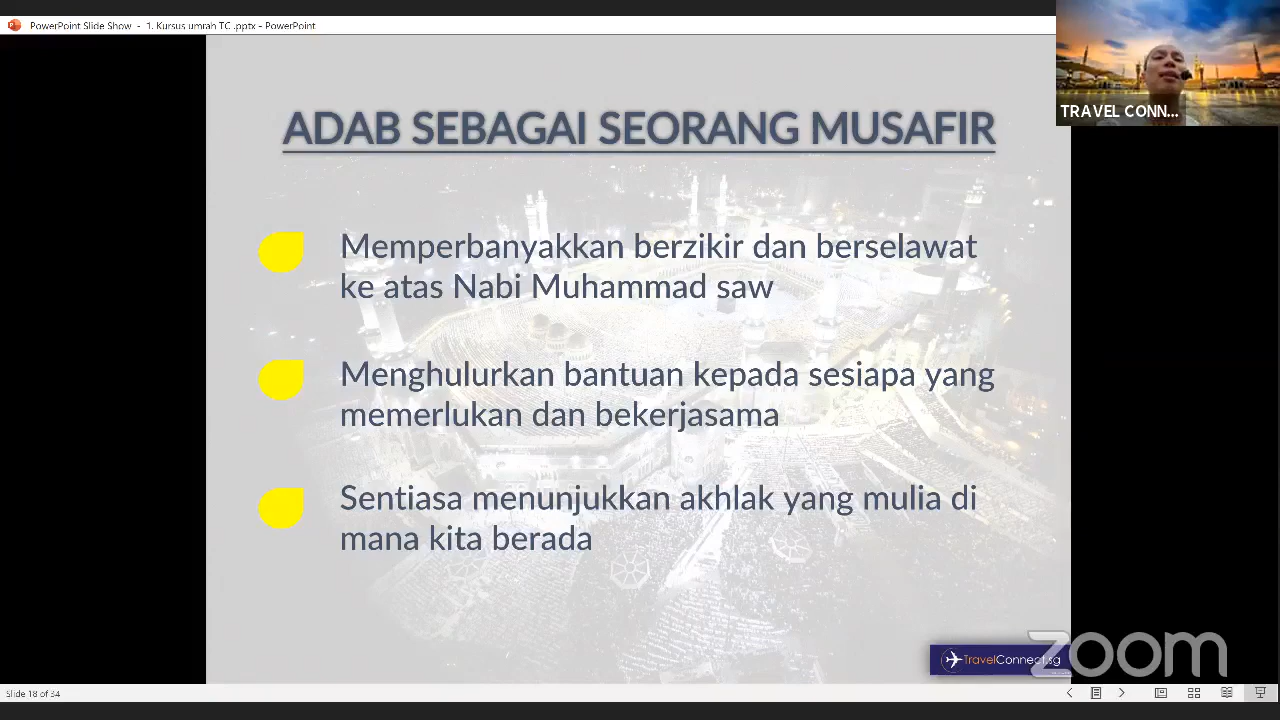 PowerPoint Slide Show - 1. Kursus umrah TC .pptx - PowerPoint
TRAVEL CONN...
ADAB SEBAGAI SEORANG MUSAFIR
Memperbanyakkan berzikir dan berselawat
ke atas Nabi Muhammad saw
Menghulurkan bantuan kepada sesiapa yang
memerlukan dan bekerjasama
Sentiasa menunjukkan akhlak yang mulia di
mana kita berada
TravelConnect.sg
zoom
Slide 18 of 34